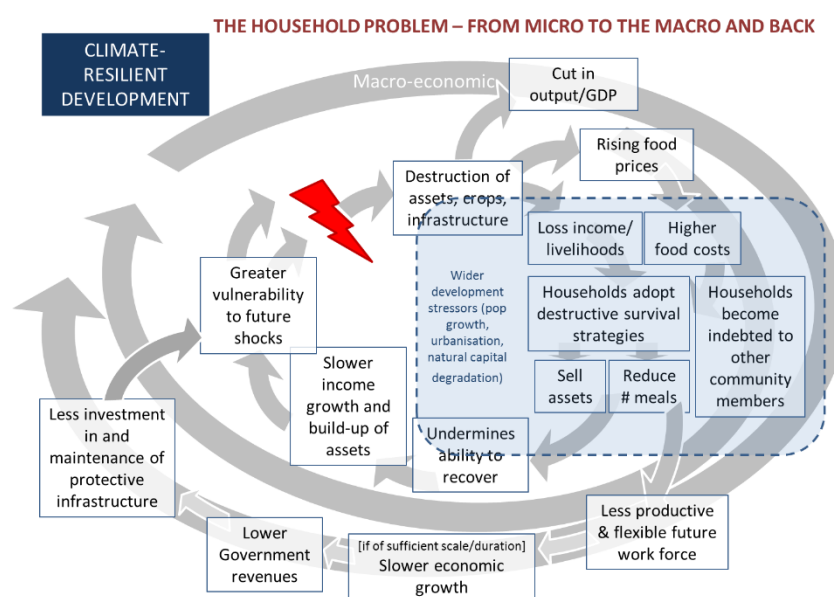 THE HOUSEHOLD PROBLEM – FROM MICRO TO THE MACRO AND BACK
CLIMATE-
RESILIENT
DEVELOPMENT
Macro-economic
Cut in
output/GDP
Rising food
prices
Destruction of
assets, crops,
infrastructure
Loss income/
livelihoods
Higher
food costs
Greater
vulnerability
to future
shocks
Wider
development
stressors (pop
growth,
urbanisation,
natural capital
degradation)
Households adopt
destructive survival
strategies
Households
become
indebted to
other
community
members
Sell
assets
Reduce
# meals
Slower
income
growth and
build-up of
assets
Undermines
ability to
recover
Less investment
in and
maintenance of
protective
infrastructure
Less productive
& flexible future
work force
Lower
Government
revenues
[if of sufficient scale/duration]
Slower economic
growth